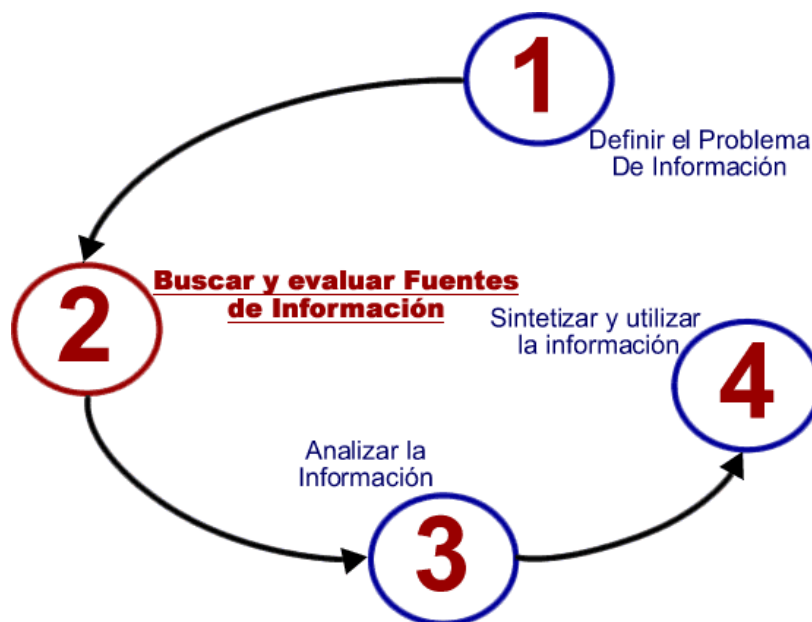 1
Definir el Problema
De Información
2
Buscar y evaluar Fuentes
de Información
3
Analizar la
Información
4
Sintetizar y utilizar
la información